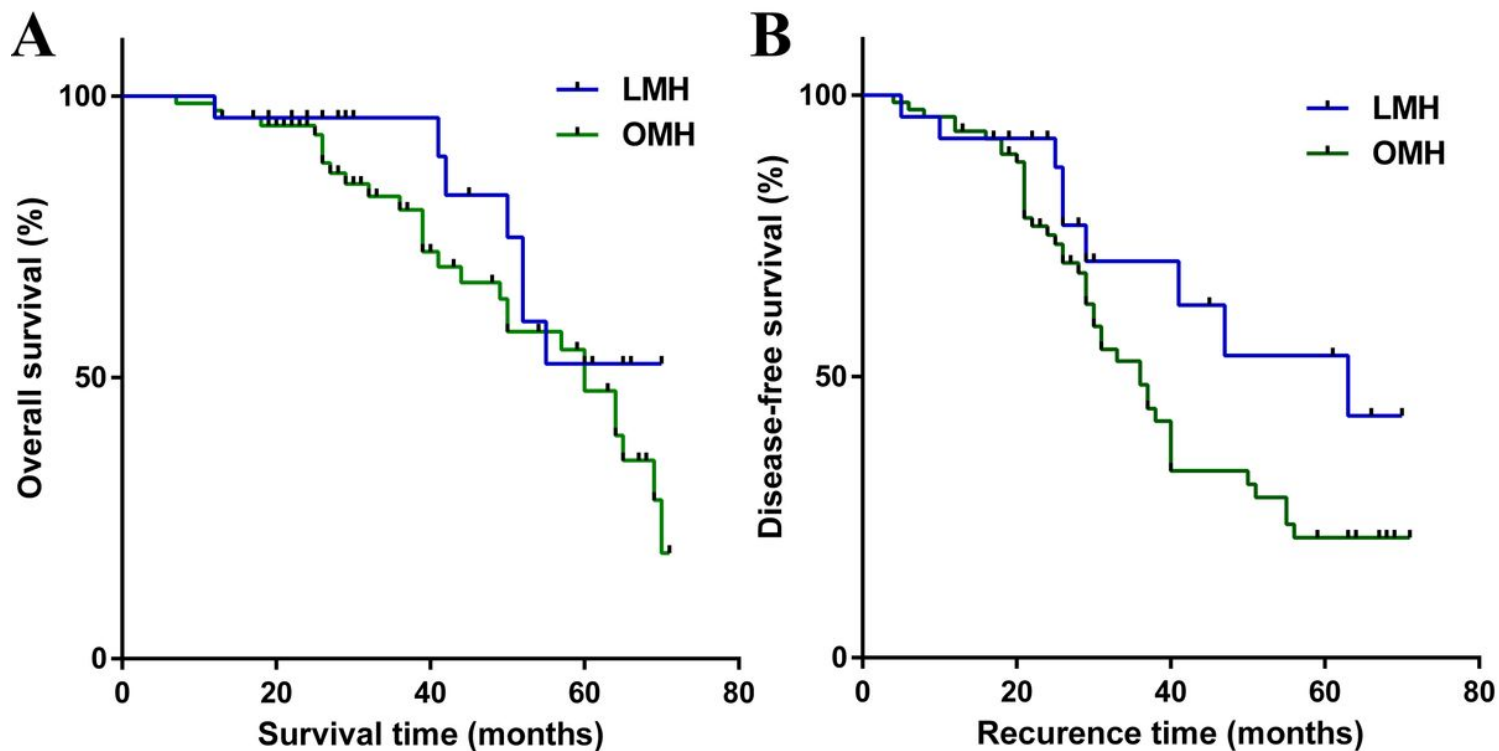 A
Overall survival (%)
100
50
0
LMH
OMH
0 20 40 60 80
Survival time (months)
B
Disease-free survival (%)
100
50
0
LMH
OMH
0 20 40 60 80
Recurence time (months)